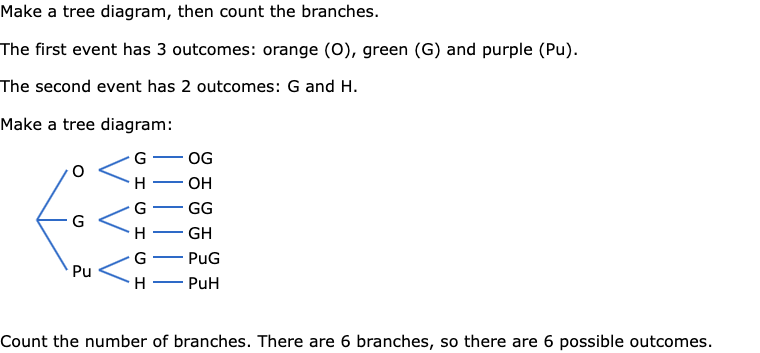 Make a tree diagram, then count the branches.
The first event has 3 outcomes: orange (O), green (G) and purple (Pu).
The second event has 2 outcomes: G and H.
Make a tree diagram:
G OG
O
H OH
G GG
G
H GH
G PuG
Pu
H PuH
Count the number of branches. There are 6 branches, so there are 6 possible outcomes.